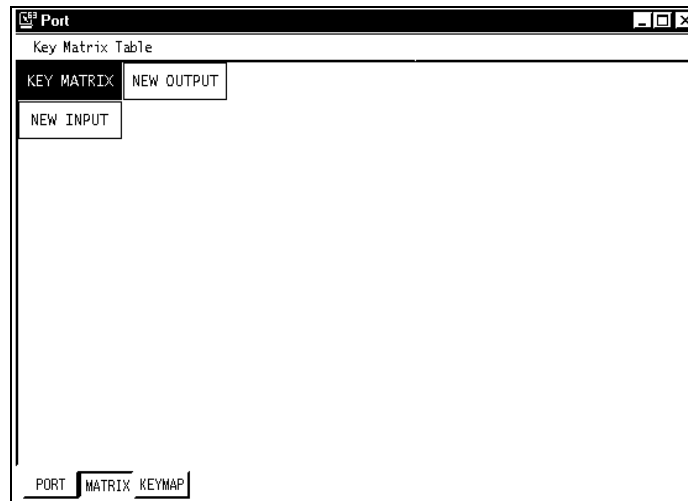 Port
Key Matrix Table
KEY MATRIX NEW OUTPUT
NEW INPUT
PORT MATRIX KEYMAP